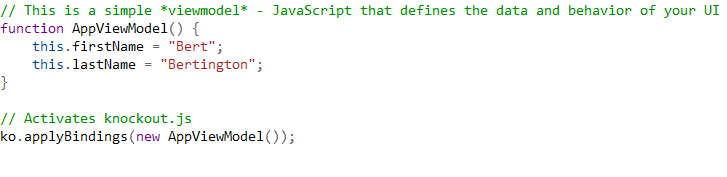 // This is a simple *viewmodel* - JavaScript that defines the data and behavior of your UI
function AppViewModel() {
    this.firstName = "Bert";
    this.lastName = "Bertington";
}

// Activates knockout.js
ko.applyBindings(new AppViewModel());